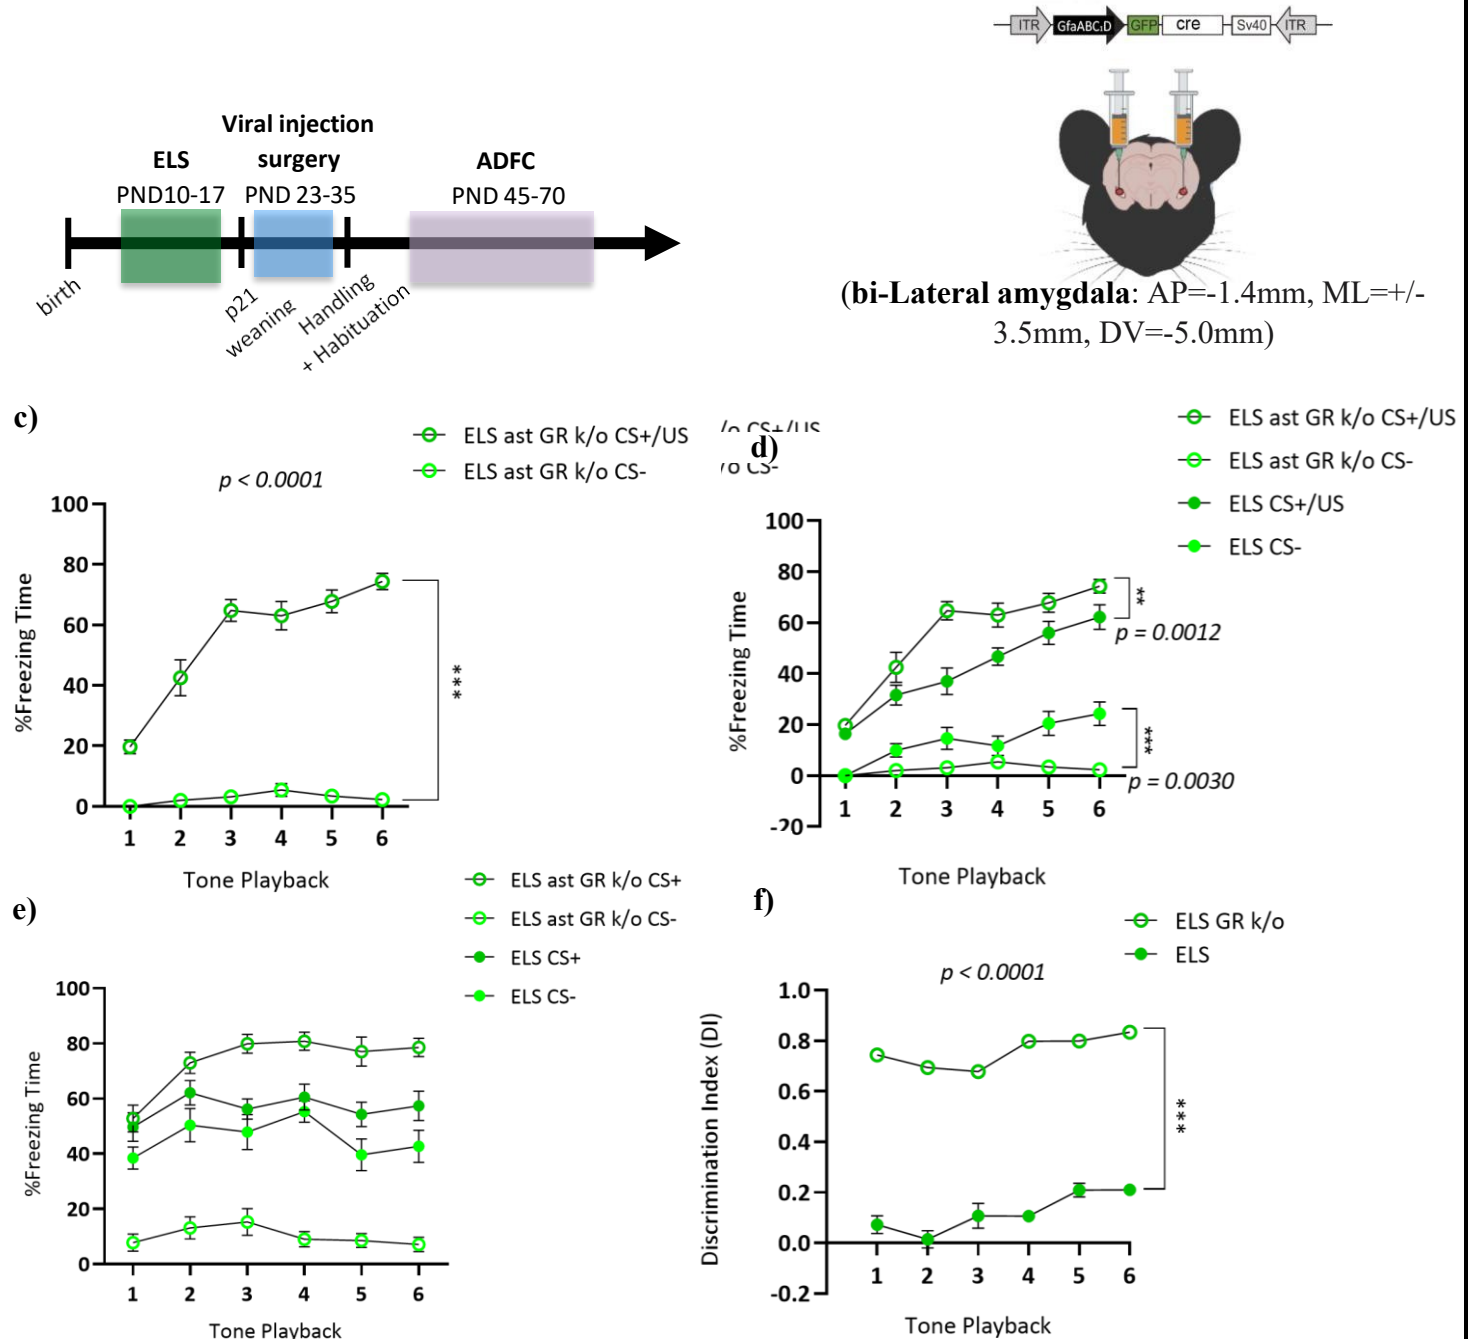 ITR GfaABC₁D GFP cre Sv40 ITR
Viral injection
surgery
ELS
ADFC
PND10-17
PND 23-35
PND 45-70
birth
p21
weaning
Handling
+ Habituation
(bi-Lateral amygdala: AP=-1.4mm, ML=+/-
3.5mm, DV=-5.0mm)
c)
ELS ast GR k/o CS+/US
ELS ast GR k/o CS-
p < 0.0001
100
80
60
40
20
0
%Freezing Time
1 2 3 4 5 6
Tone Playback
***
/o CS+/US
/o CS-
d)
ELS ast GR k/o CS+/US
ELS ast GR k/o CS-
ELS CS+/US
ELS CS-
100
80
60
40
20
0
-20
%Freezing Time
1 2 3 4 5 6
Tone Playback
**
p = 0.0012
***
p = 0.0030
e)
ELS ast GR k/o CS+
ELS ast GR k/o CS-
ELS CS+
ELS CS-
100
80
60
40
20
0
%Freezing Time
1 2 3 4 5 6
Tone Playback
f)
ELS GR k/o
ELS
p < 0.0001
1.0
0.8
0.6
0.4
0.2
0.0
-0.2
Discrimination Index (DI)
1 2 3 4 5 6
Tone Playback
***